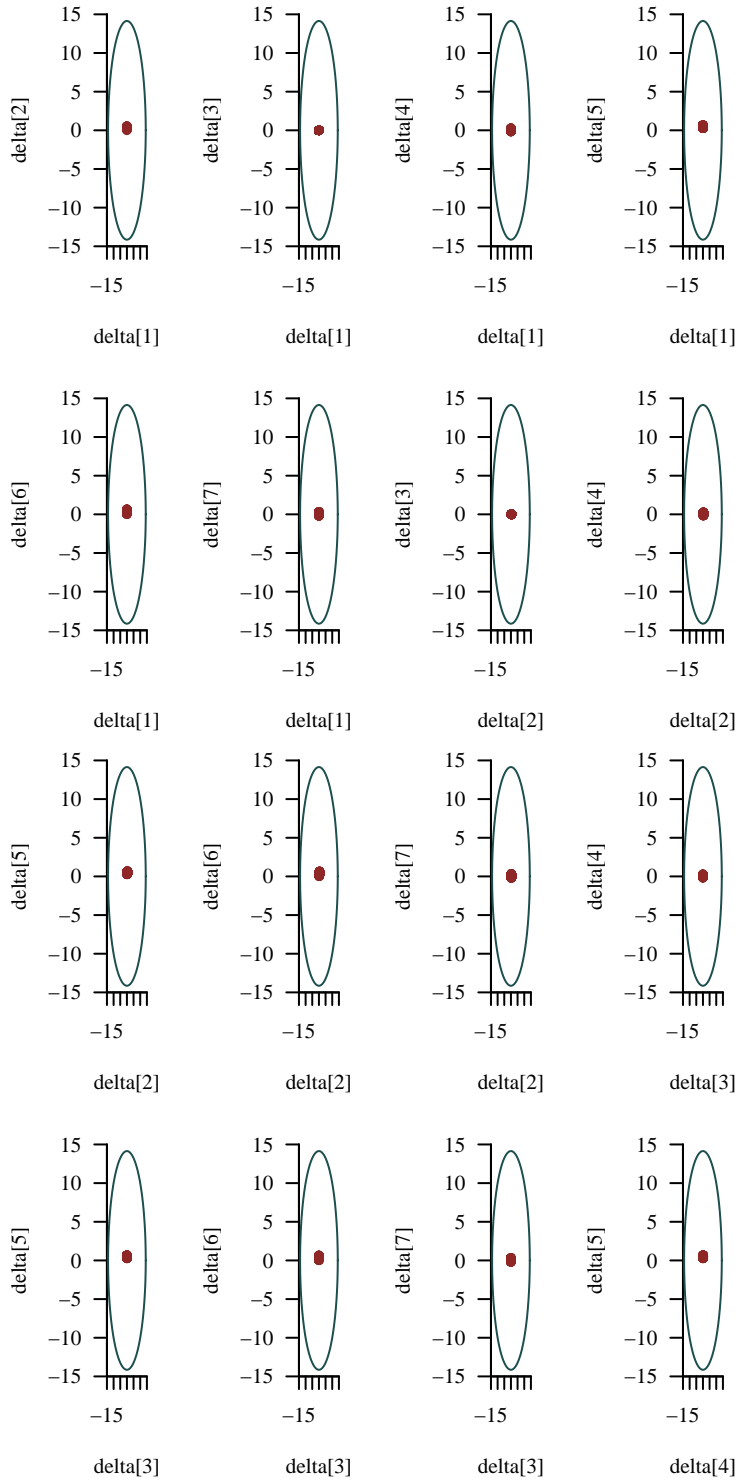 15 15 15 15
10 10 10 10
5 5 5 5
delta[2] 0 delta[3] 0 delta[4] 0 delta[5] 0
−5 −5 −5 −5
−10 −10 −10 −10
−15 −15 −15 −15
−15 −15 −15 −15
delta[1] delta[1] delta[1] delta[1]
15 15 15 15
10 10 10 10
5 5 5 5
delta[6] 0 delta[7] 0 delta[3] 0 delta[4] 0
−5 −5 −5 −5
−10 −10 −10 −10
−15 −15 −15 −15
−15 −15 −15 −15
delta[1] delta[1] delta[2] delta[2]
15 15 15 15
10 10 10 10
5 5 5 5
delta[5] 0 delta[6] 0 delta[7] 0 delta[4] 0
−5 −5 −5 −5
−10 −10 −10 −10
−15 −15 −15 −15
−15 −15 −15 −15
delta[2] delta[2] delta[2] delta[3]
15 15 15 15
10 10 10 10
5 5 5 5
delta[5] 0 delta[6] 0 delta[7] 0 delta[5] 0
−5 −5 −5 −5
−10 −10 −10 −10
−15 −15 −15 −15
−15 −15 −15 −15
delta[3] delta[3] delta[3] delta[4]